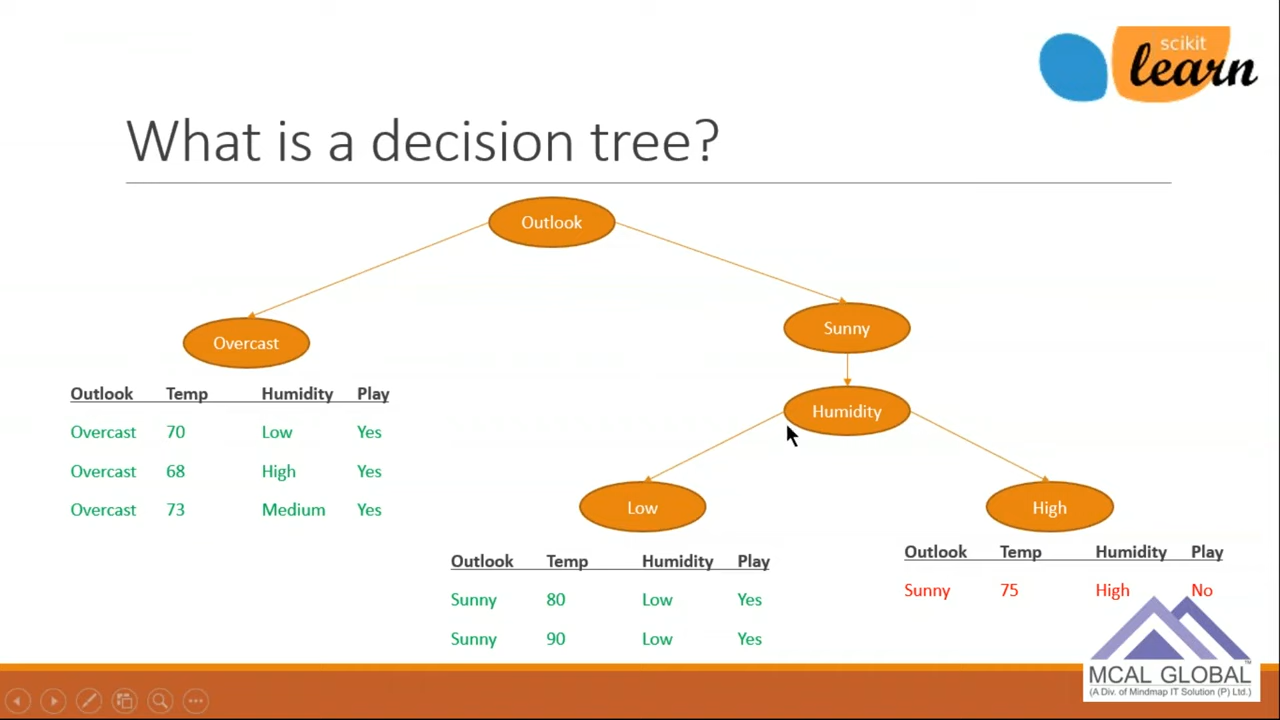 scikit
learn
What is a decision tree?
Outlook
Overcast
Sunny
Humidity
Low
High
Outlook Temp Humidity Play
Overcast 70 Low Yes
Overcast 68 High Yes
Overcast 73 Medium Yes
Outlook Temp Humidity Play
Sunny 80 Low Yes
Sunny 90 Low Yes
Outlook Temp Humidity Play
Sunny 75 High No
MCAL GLOBAL™
(A Div. of Mindmap IT Solution (P) Ltd.)